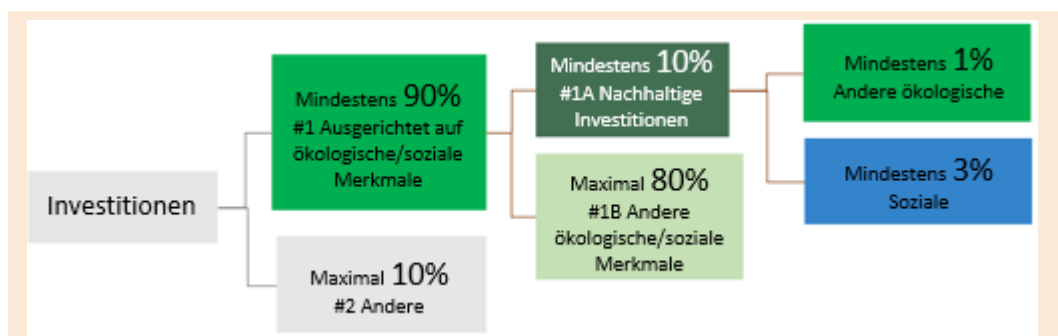 Investitionen
Mindestens 90%
#1 Ausgerichtet auf
ökologische/soziale
Merkmale
Maximal 10%
#2 Andere
Mindestens 10%
#1A Nachhaltige
Investitionen
Maximal 80%
#1B Andere
ökologische/soziale
Merkmale
Mindestens 1%
Andere ökologische
Mindestens 3%
Soziale